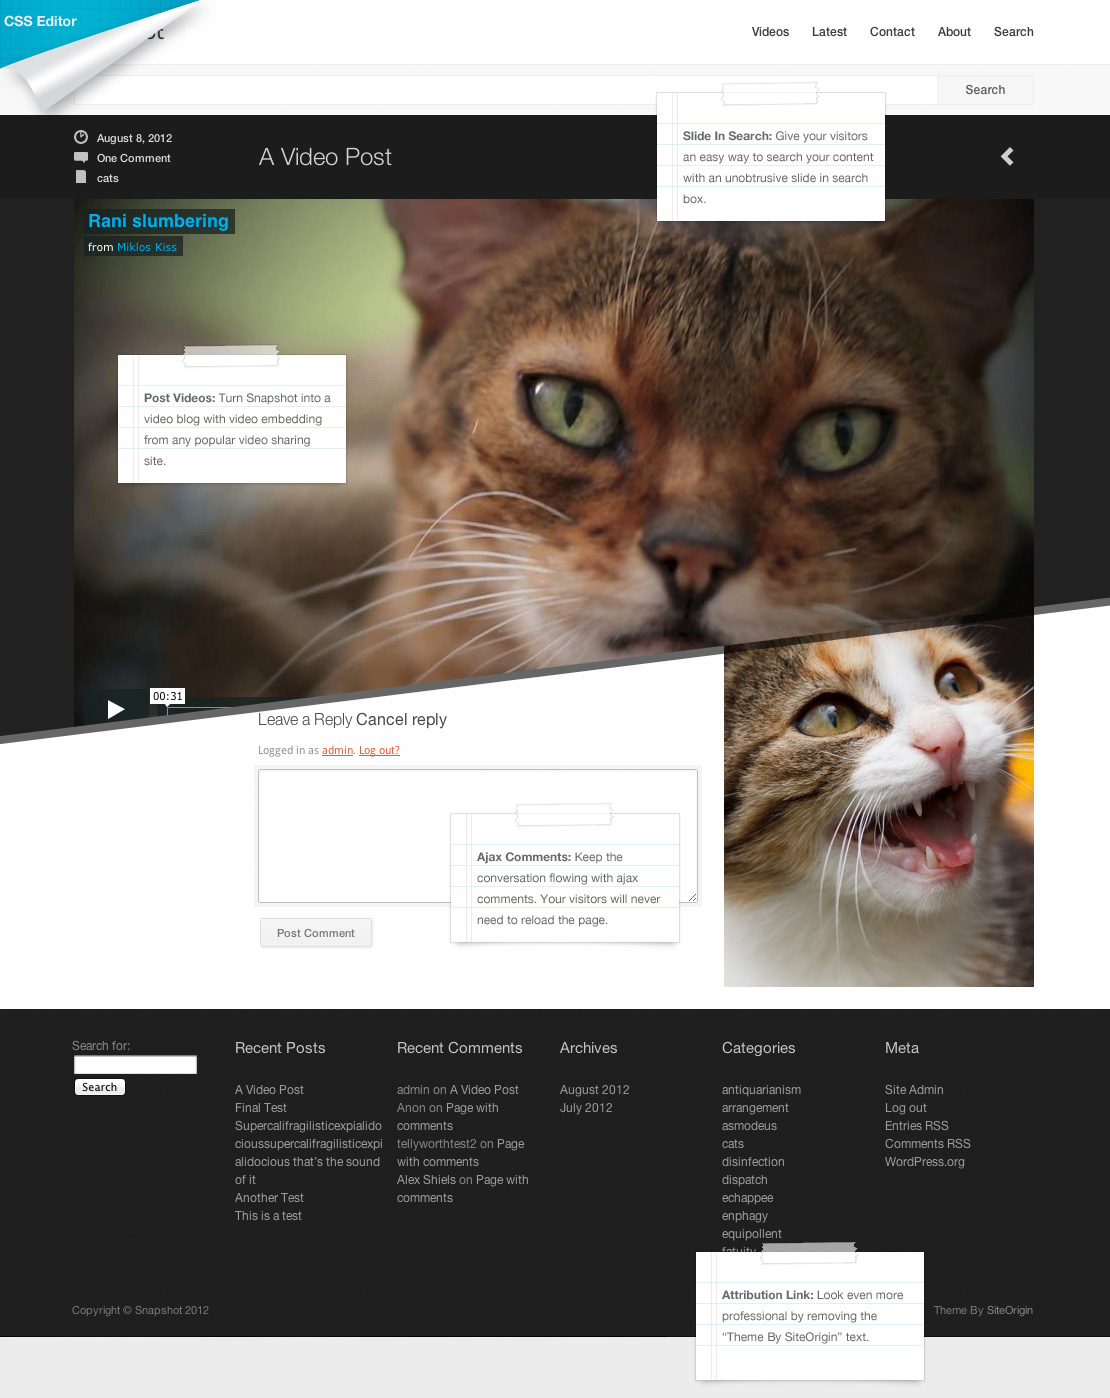 CSS Editor
Videos Latest Contact About Search
Search
August 8, 2012
One Comment
cats
A Video Post
Slide In Search: Give your visitors
an easy way to search your content
with an unobtrusive slide in search
box.
Rani slumbering
from Miklos Kiss
Post Videos: Turn Snapshot into a
video blog with video embedding
from any popular video sharing
site.
00:31
Leave a Reply Cancel reply
Logged in as admin. Log out?
Ajax Comments: Keep the
conversation flowing with ajax
comments. Your visitors will never
need to reload the page.
Post Comment
Search for:
Search
Recent Posts
A Video Post
Final Test
Supercalifragilisticexpialido
cioussupercalifragilisticexpi
alidocious that's the sound
of it
Another Test
This is a test
Recent Comments
admin on A Video Post
Anon on Page with
comments
tellyworthtest2 on Page
with comments
Alex Shiels on Page with
comments
Archives
August 2012
July 2012
Categories
antiquarianism
arrangement
asmodeus
cats
disinfection
dispatch
echappee
enphagy
equipollent
fatuity
Meta
Site Admin
Log out
Entries RSS
Comments RSS
WordPress.org
Attribution Link: Look even more
professional by removing the
“Theme By SiteOrigin” text.
Copyright © Snapshot 2012
Theme By SiteOrigin